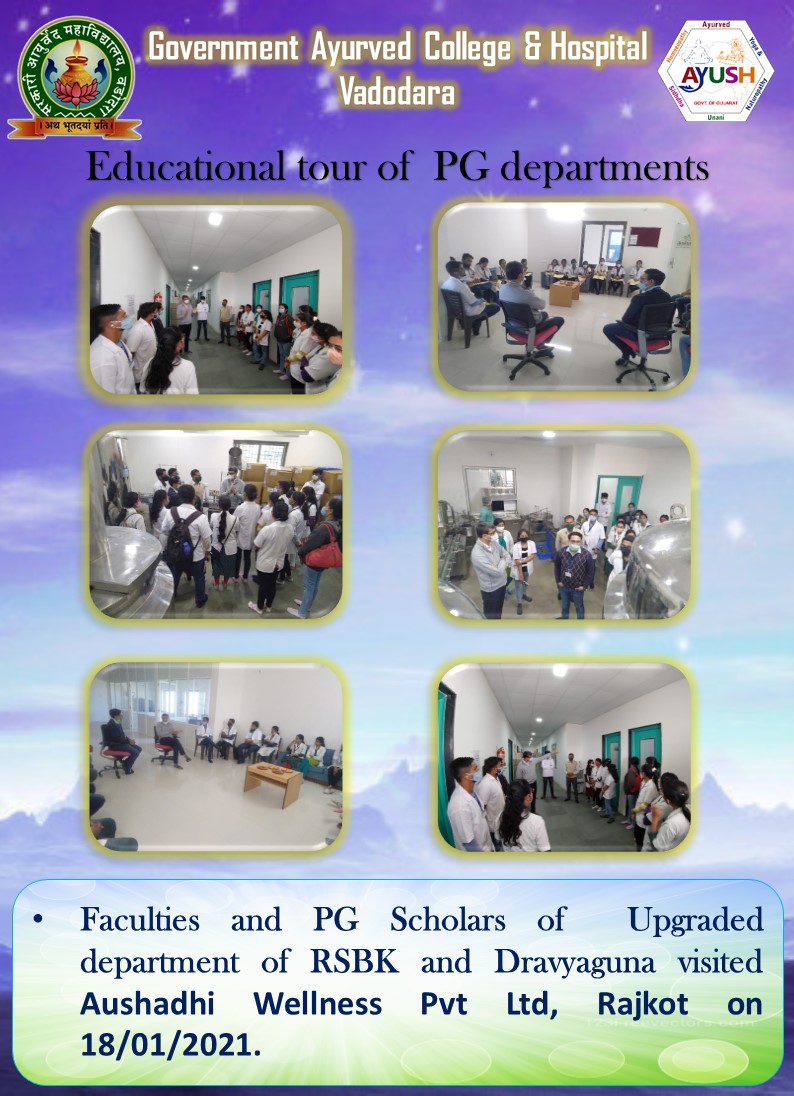 सरकारी आयुर्वेद महाविद्यालय वडोदरा
। अथ भूतदयां प्रति ।
Government Ayurved College & Hospital
Vadodara
Ayurved
Homeopathy
Yoga &
Naturopathy
AYUSH
GOVT. OF GUJARAT
Siddha
Unani
Educational tour of PG departments
• Faculties and PG Scholars of Upgraded
department of RSBK and Dravyaguna visited
Aushadhi Wellness Pvt Ltd, Rajkot on
18/01/2021.